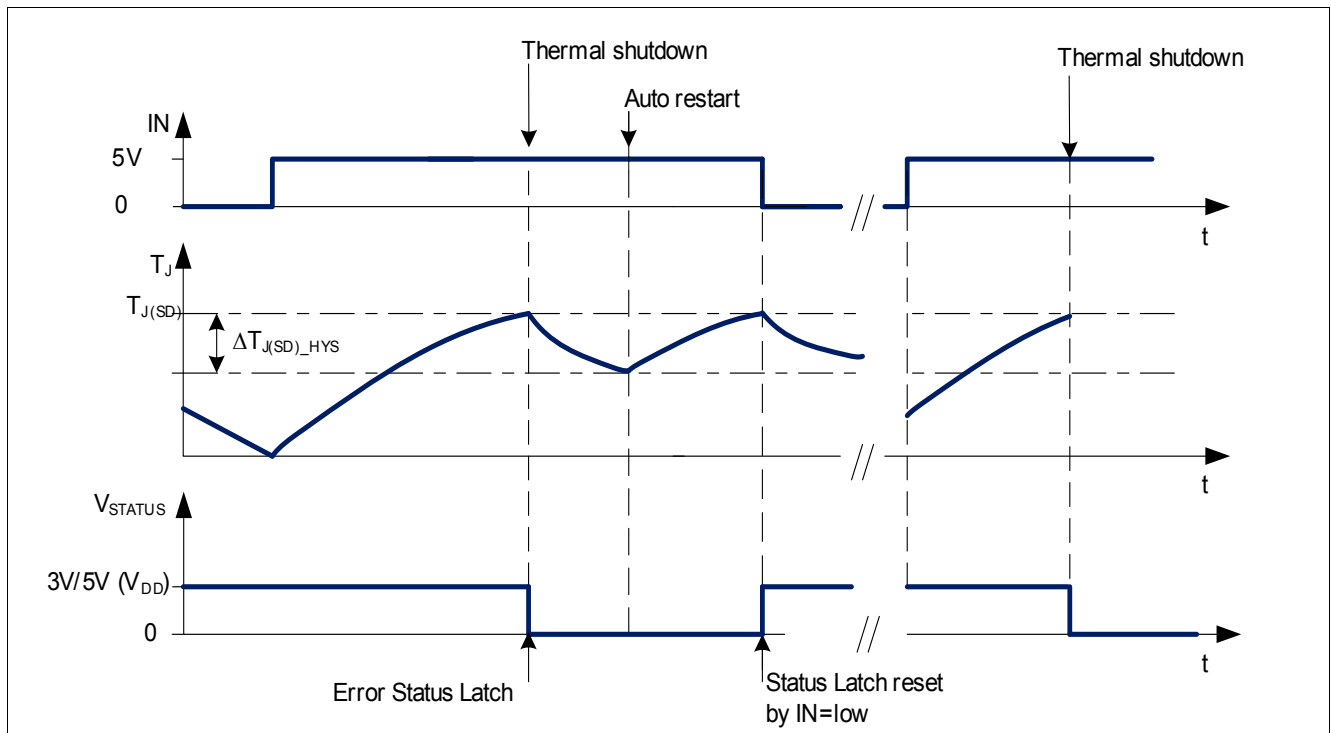 Thermal shutdown
Thermal shutdown
Auto restart
IN
5V
0
//
t
TJ
TJ(SD)
ΔTJ(SD)_HYS
//
t
VSTATUS
3V/5V (VDD)
0
//
t
Error Status Latch
Status Latch reset
by IN=low